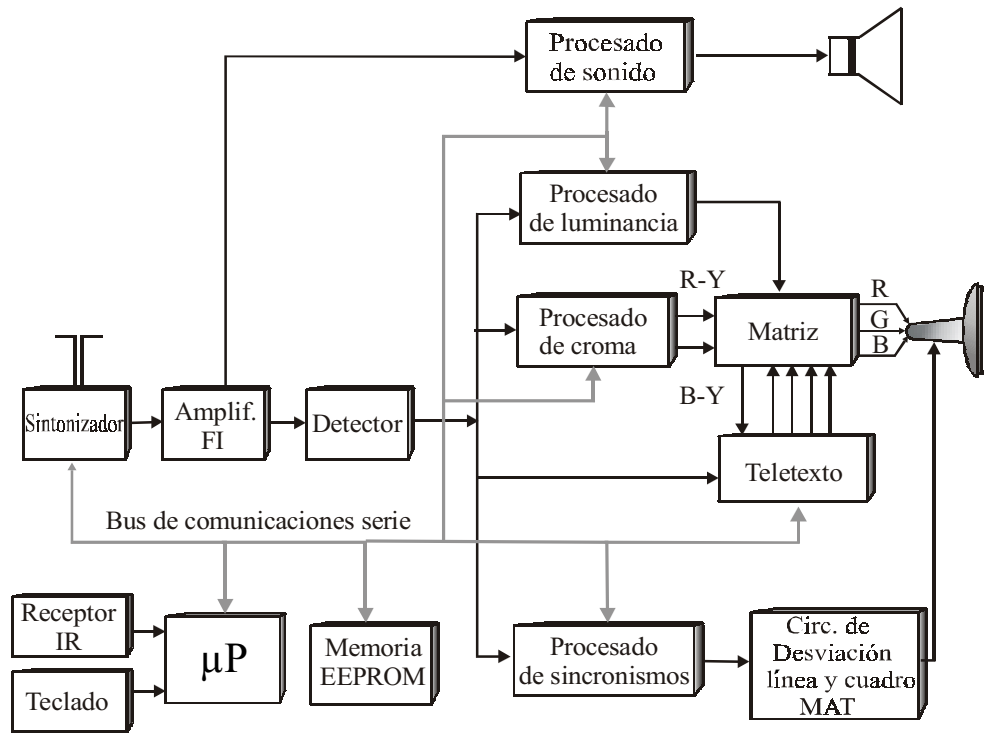 Procesado
de sonido
Procesado
de luminancia
R-Y
Procesado
de croma
Matriz
R
G
B
B-Y
Sintonizador
Amplif.
FI
Detector
Teletexto
Bus de comunicaciones serie
Receptor
IR
Teclado
µP
Memoria
EEPROM
Procesado
de sincronismos
Circ. de
Desviación
línea y cuadro
MAT